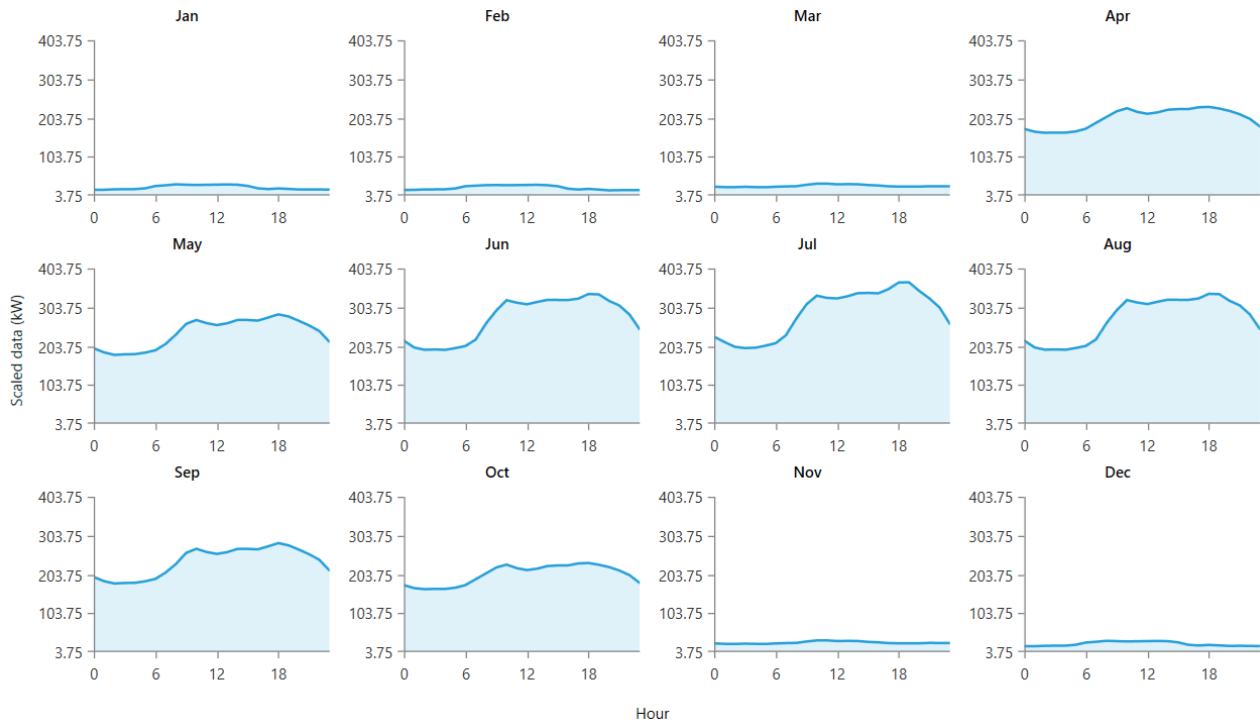 Jan Feb Mar Apr
403.75 403.75 403.75 403.75
303.75 303.75 303.75 303.75
203.75 203.75 203.75 203.75
103.75 103.75 103.75 103.75
3.75 3.75 3.75 3.75
0 6 12 18 0 6 12 18 0 6 12 18 0 6 12 18
May Jun Jul Aug
403.75 403.75 403.75 403.75
303.75 303.75 303.75 303.75
203.75 203.75 203.75 203.75
103.75 103.75 103.75 103.75
3.75 3.75 3.75 3.75
0 6 12 18 0 6 12 18 0 6 12 18 0 6 12 18
Scaled data (kW)
Sep Oct Nov Dec
403.75 403.75 403.75 403.75
303.75 303.75 303.75 303.75
203.75 203.75 203.75 203.75
103.75 103.75 103.75 103.75
3.75 3.75 3.75 3.75
0 6 12 18 0 6 12 18 0 6 12 18 0 6 12 18
Hour